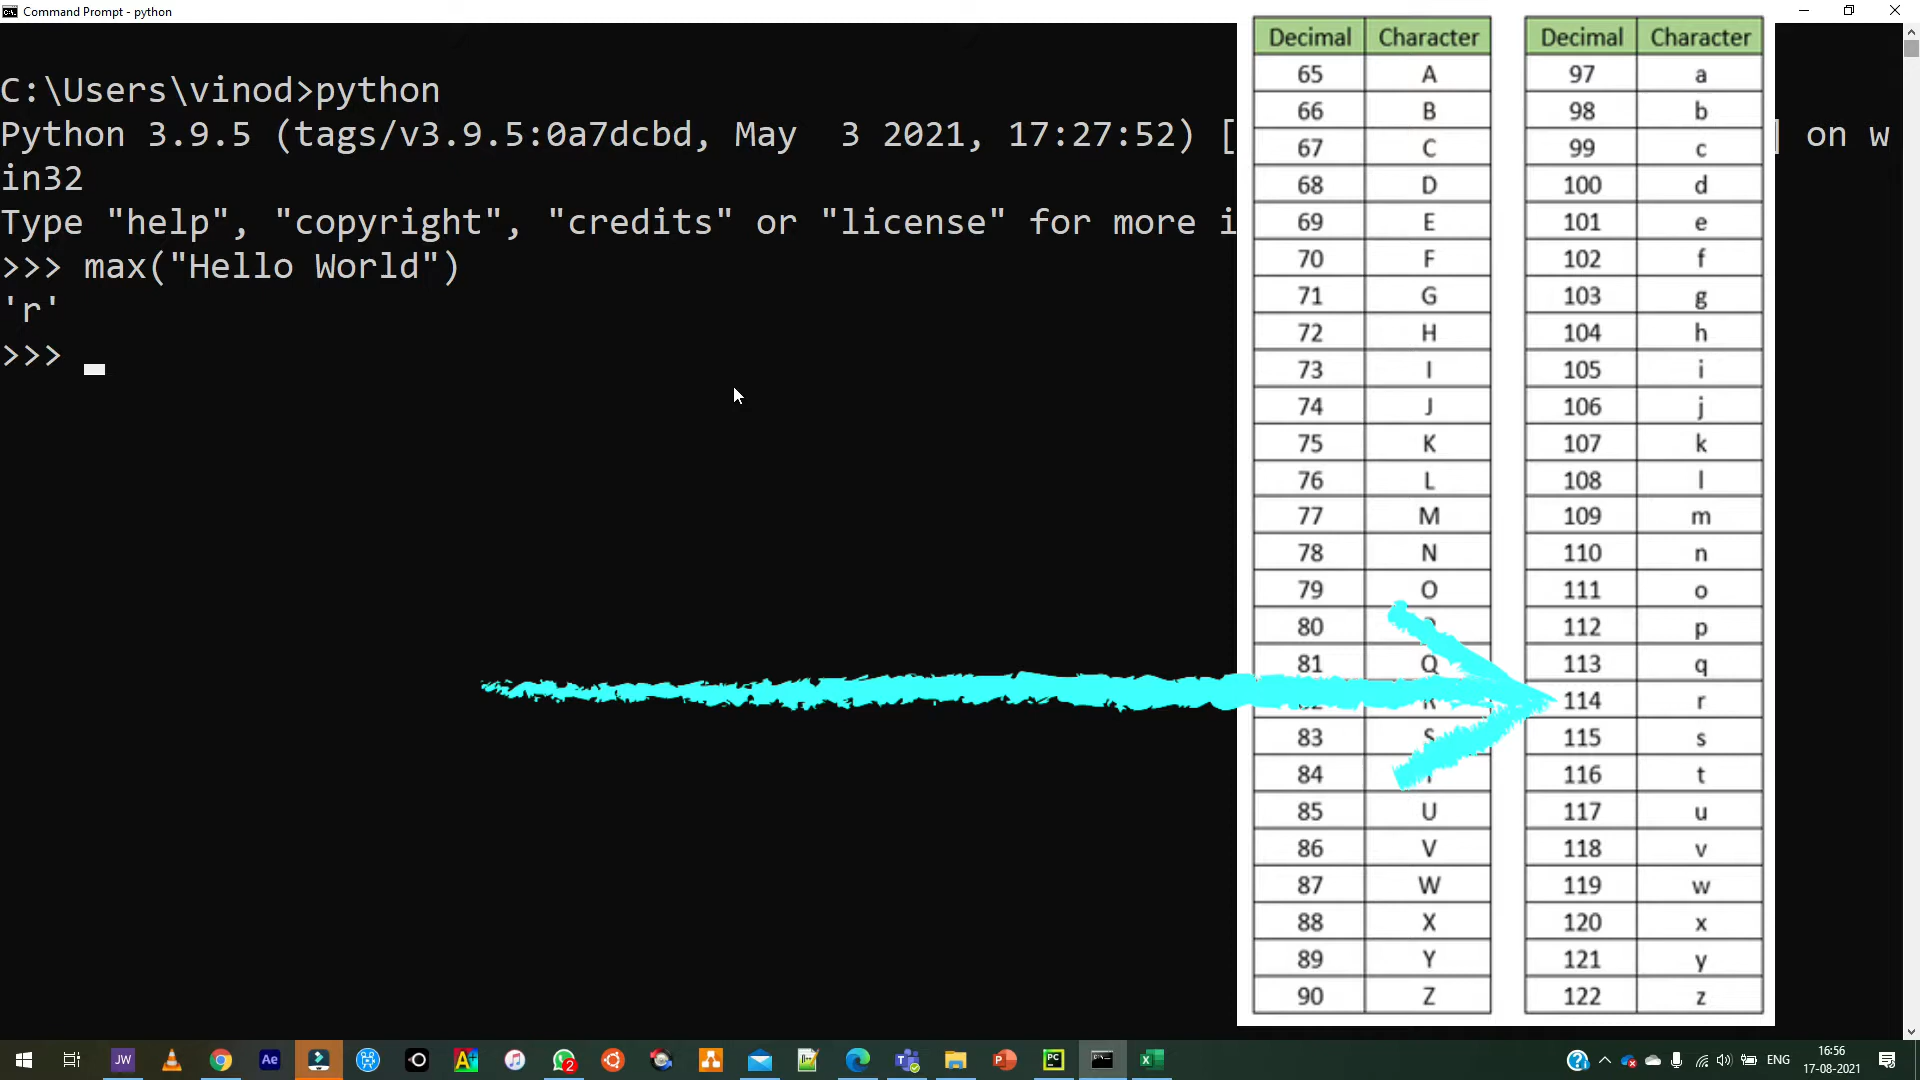 Command Prompt - python
C:\Users\vinod>python
Python 3.9.5 (tags/v3.9.5:0a7dcbd, May  3 2021, 17:27:52) [
] on w
in32
Type "help", "copyright", "credits" or "license" for more i
>>> max("Hello World")
'r'
>>>
Decimal Character Decimal Character
65 A 97 a
66 B 98 b
67 C 99 c
68 D 100 d
69 E 101 e
70 F 102 f
71 G 103 g
72 H 104 h
73 I 105 i
74 J 106 j
75 K 107 k
76 L 108 l
77 M 109 m
78 N 110 n
79 O 111 o
80 112 p
81 Q 113 q
R 114 r
83 S 115 s
84 116 t
85 U 117 u
86 V 118 v
87 W 119 w
88 X 120 x
89 Y 121 y
90 Z 122 z
JW
Ae
2
PC
ENG
16:56
17-08-2021